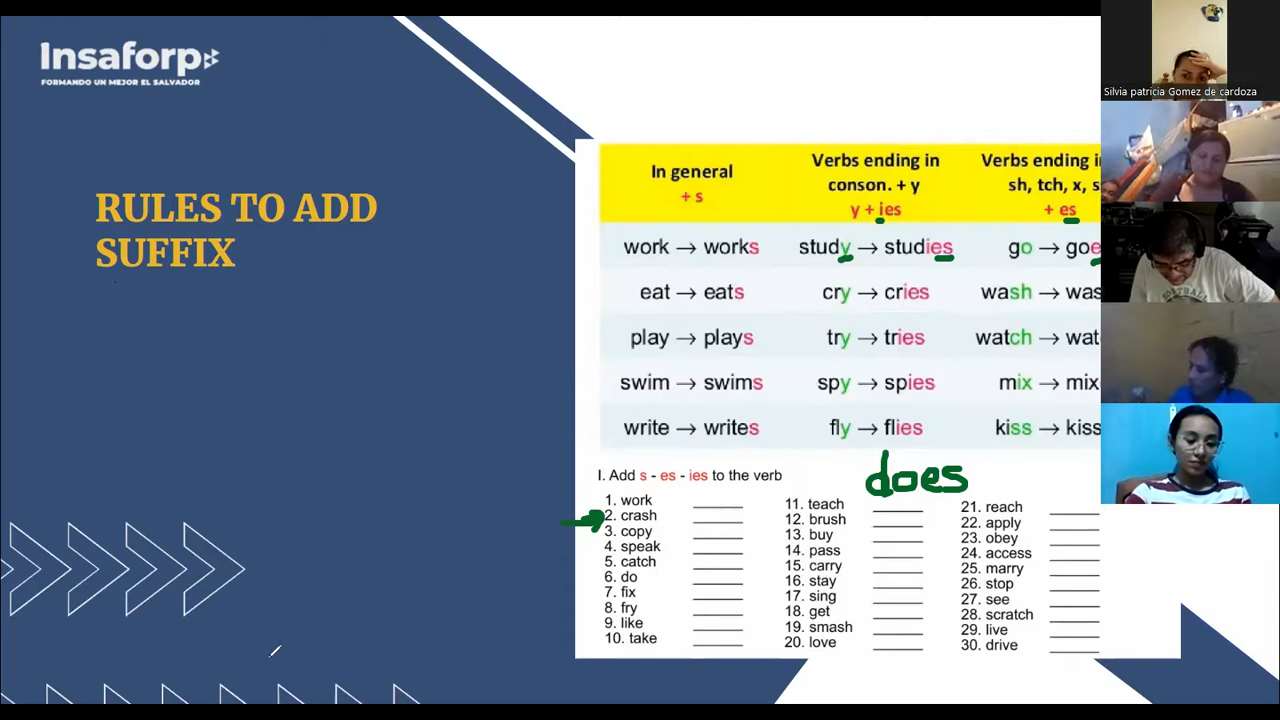 Insaforp
FORMANDO UN MEJOR EL SALVADOR
RULES TO ADD
SUFFIX
In general
+ s
Verbs ending in
conson. + y
y + ies
Verbs ending i
sh, tch, x, s
+ es
work → works
study → studies
go → goe
eat → eats
cry → cries
wash → was
play → plays
try → tries
watch → wat
swim → swims
spy → spies
mix → mix
write → writes
fly → flies
kiss → kiss
does
I. Add s - es - ies to the verb
1. work
2. crash
3. copy
4. speak
5. catch
6. do
7. fix
8. fry
9. like
10. take
11. teach
12. brush
13. buy
14. pass
15. carry
16. stay
17. sing
18. get
19. smash
20. love
21. reach
22. apply
23. obey
24. access
25. marry
26. stop
27. see
28. scratch
29. live
30. drive
Silvia patricia Gomez de cardoza